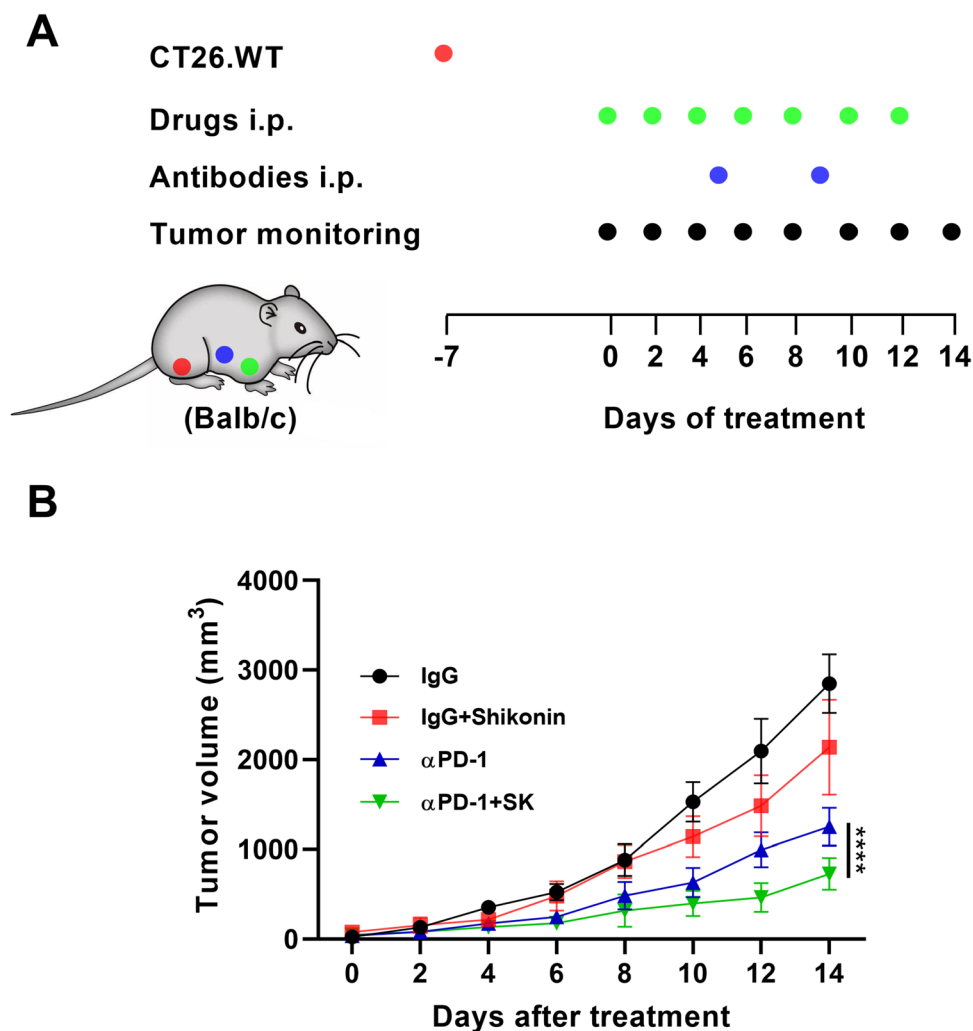 A
CT26.WT
Drugs i.p.
Antibodies i.p.
Tumor monitoring
(Balb/c)
-7 0 2 4 6 8 10 12 14
Days of treatment
B
Tumor volume (mm³)
4000
3000
2000
1000
0
IgG
IgG+Shikonin
αPD-1
αPD-1+SK
****
0 2 4 6 8 10 12 14
Days after treatment